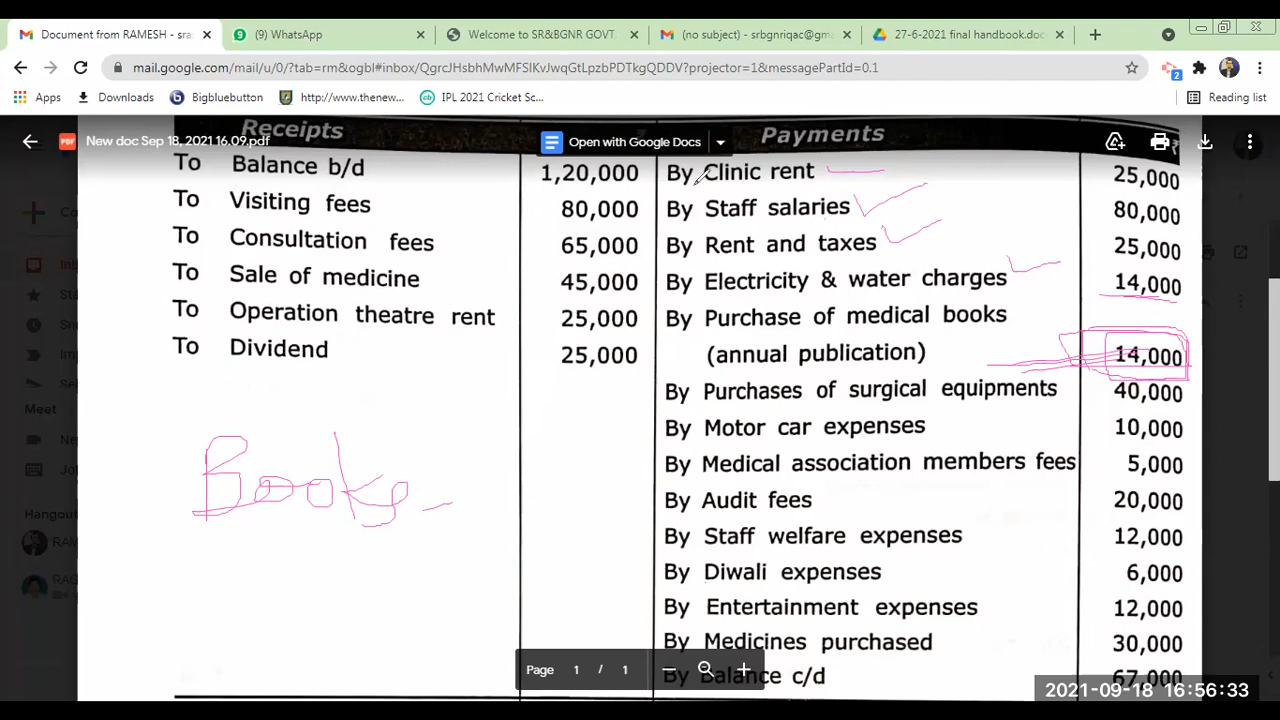 Document from RAMESH - sra
(9) WhatsApp
Welcome to SR&BGNR GOVT.
(no subject) - srbgnriqac@gma
27-6-2021 final handbook.doc
mail.google.com/mail/u/0/?tab=rm&ogbl#inbox/QgrcJHsbhMwMFSlKvJwqGtLpzbPDTkgQDDV?projector=1&messagePartId=0.1
2
Apps
Downloads
Bigbluebutton
http://www.thenew...
IPL 2021 Cricket Sc...
Reading list
PDF
New doc Sep 18, 2021 16.09.pdf
Open with Google Docs
Receipts
Payments
₹
To Balance b/d 1,20,000 By Clinic rent 25,000
To Visiting fees 80,000 By Staff salaries 80,000
To Consultation fees 65,000 By Rent and taxes 25,000
To Sale of medicine 45,000 By Electricity & water charges 14,000
To Operation theatre rent 25,000 By Purchase of medical books
To Dividend 25,000 (annual publication) 14,000
By Purchases of surgical equipments 40,000
By Motor car expenses 10,000
By Medical association members fees 5,000
By Audit fees 20,000
By Staff welfare expenses 12,000
By Diwali expenses 6,000
By Entertainment expenses 12,000
By Medicines purchased 30,000
By Balance c/d 67,000
Books -
Meet
Hangout
RAM
RAG
Page 1 / 1
2021-09-18 16:56:33